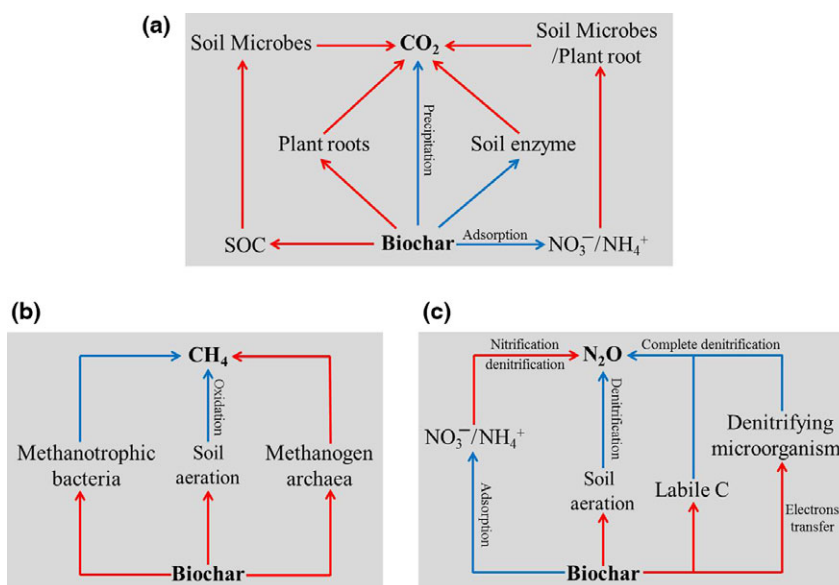 (a)
Soil Microbes
CO₂
Soil Microbes
/Plant root
Precipitation
Plant roots
Soil enzyme
SOC
Biochar
Adsorption
NO₃⁻/NH₄⁺
(b)
CH₄
Oxidation
Methanotrophic
bacteria
Soil
aeration
Methanogen
archaea
Biochar
(c)
Nitrification
denitrification
N₂O
Complete denitrification
Denitrification
NO₃⁻/NH₄⁺
Denitrifying
microorganism
Soil
aeration
Labile C
Adsorption
Electrons
transfer
Biochar